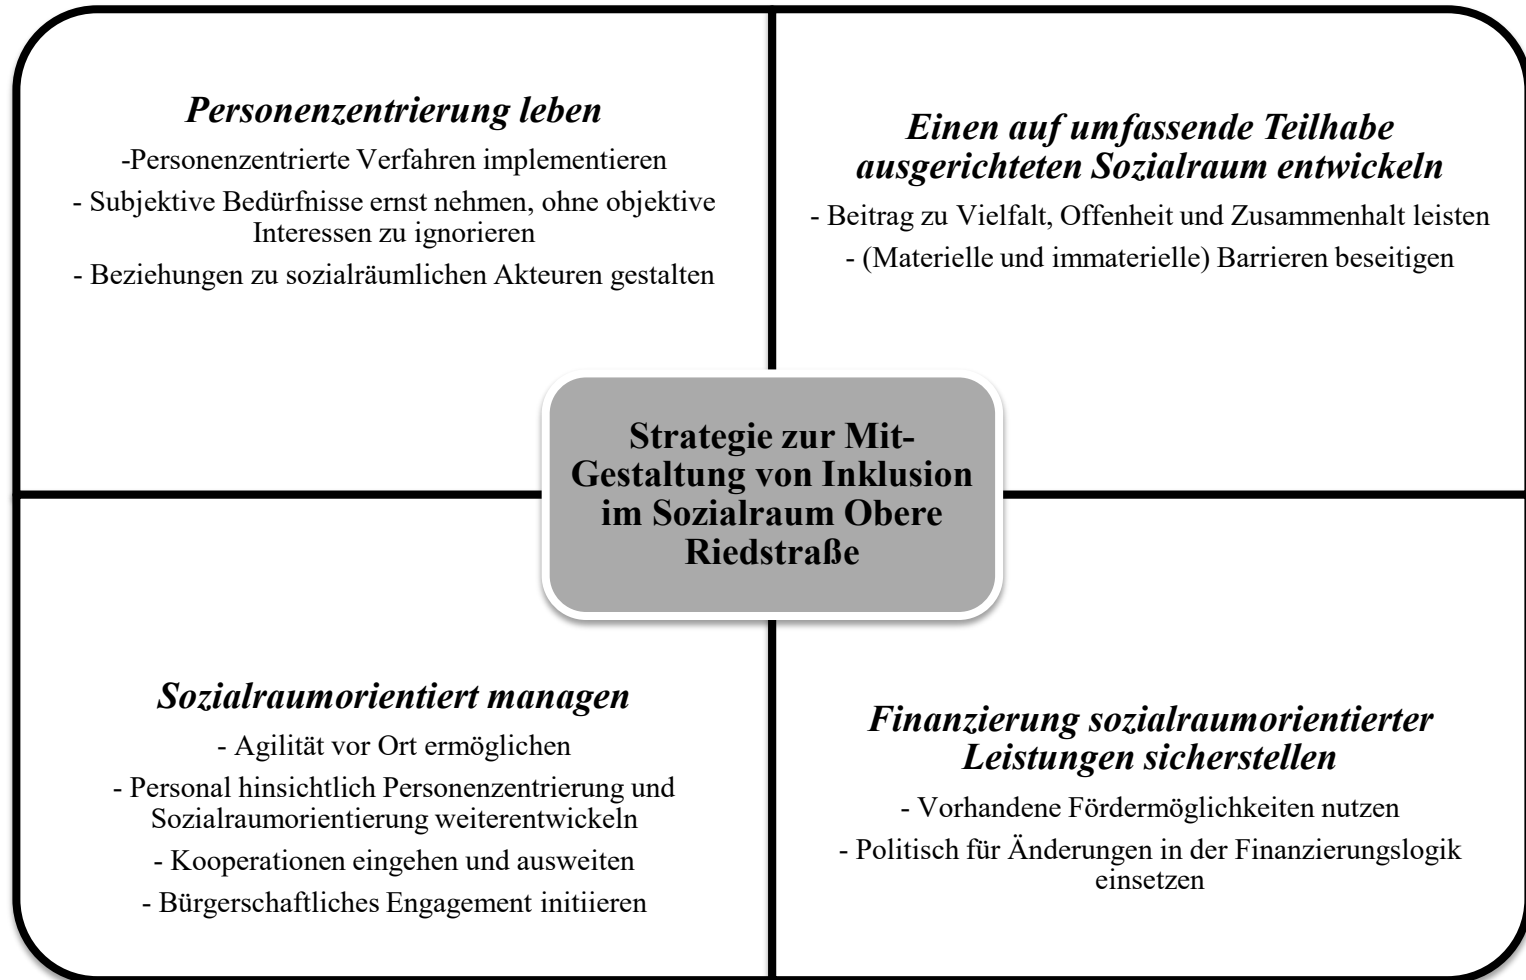 Personenzentrierung leben
-Personenzentrierte Verfahren implementieren
- Subjektive Bedürfnisse ernst nehmen, ohne objektive
Interessen zu ignorieren
- Beziehungen zu sozialräumlichen Akteuren gestalten
Einen auf umfassende Teilhabe
ausgerichteten Sozialraum entwickeln
- Beitrag zu Vielfalt, Offenheit und Zusammenhalt leisten
- (Materielle und immaterielle) Barrieren beseitigen
Strategie zur Mit-
Gestaltung von Inklusion
im Sozialraum Obere
Riedstraße
Sozialraumorientiert managen
- Agilität vor Ort ermöglichen
- Personal hinsichtlich Personenzentrierung und
Sozialraumorientierung weiterentwickeln
- Kooperationen eingehen und ausweiten
- Bürgerschaftliches Engagement initiieren
Finanzierung sozialraumorientierter
Leistungen sicherstellen
- Vorhandene Fördermöglichkeiten nutzen
- Politisch für Änderungen in der Finanzierungslogik
einsetzen